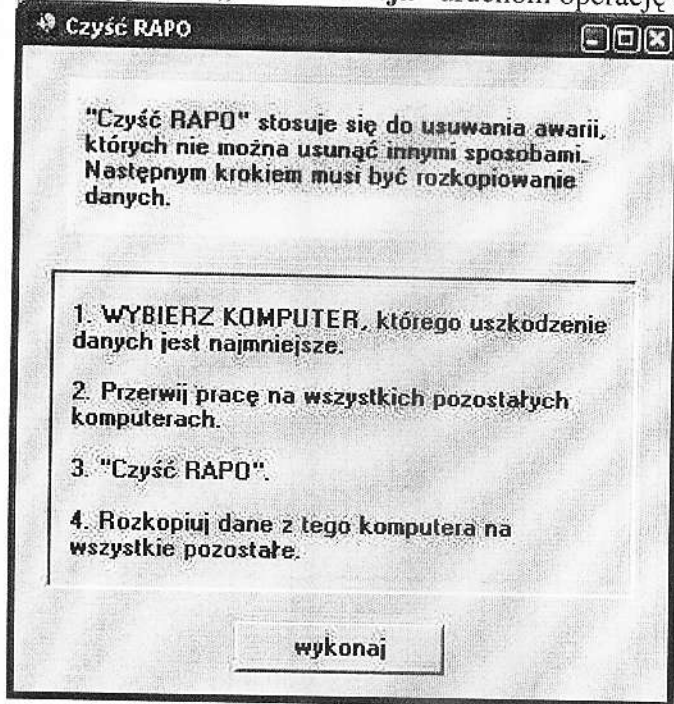 uruchom operację
Czyść RAPO
"Czyść RAPO" stosuje się do usuwania awarii,
których nie można usunąć innymi sposobami.
Następnym krokiem musi być rozkopiowanie
danych.
1. WYBIERZ KOMPUTER, którego uszkodzenie
danych jest najmniejsze.
2. Przerwij pracę na wszystkich pozostałych
komputerach.
3. "Czyść RAPO".
4. Rozkopiuj dane z tego komputera na
wszystkie pozostałe.
wykonaj